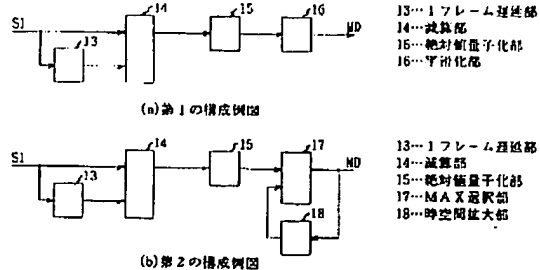 S1
13
14
15
16
MD
13…1フレーム遅延部
14…減算部
15…絶対値量子化部
16…平滑化部
(a)第1の構成例図
S1
13
14
15
17
MD
18
13…1フレーム遅延部
14…減算部
15…絶対値量子化部
17…MAX選択部
18…時空間拡大部
(b)第2の構成例図